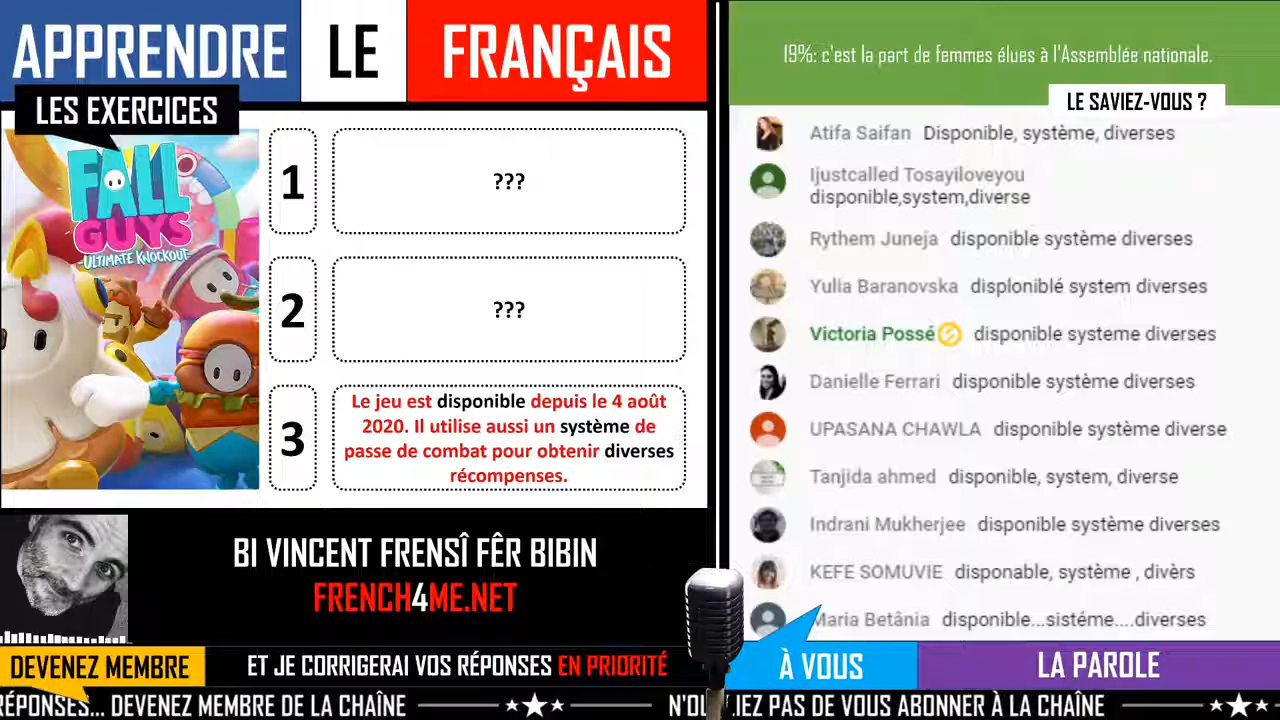 APPRENDRE LE FRANÇAIS
LES EXERCICES
FALL
GUYS
ULTIMATE KNOCKOUT
1
???
2
???
3
Le jeu est disponible depuis le 4 août
2020. Il utilise aussi un système de
passe de combat pour obtenir diverses
récompenses.
BI VINCENT FRENSÎ FÊR BIBIN
FRENCH4ME.NET
DEVENEZ MEMBRE
ET JE CORRIGERAI VOS RÉPONSES EN PRIORITÉ
19%: c'est la part de femmes élues à l'Assemblée nationale.
LE SAVIEZ-VOUS ?
Atifa Saifan Disponible, système, diverses
Ijustcalled Tosayiloveyou
disponible,system,diverse
Rythem Juneja disponible système diverses
Yulia Baranovska disploniblé system diverses
Victoria Possé disponible systeme diverses
Danielle Ferrari disponible système diverses
UPASANA CHAWLA disponible système diverse
Tanjida ahmed disponible, system, diverse
Indrani Mukherjee disponible système diverses
KEFE SOMUVIE disponable, système , divèrs
Maria Betânia disponible...sistéme....diverses
À VOUS
LA PAROLE
RÉPONSES... DEVENEZ MEMBRE DE LA CHAÎNE PAS DE VOUS ABONNER À LA CHAÎNE